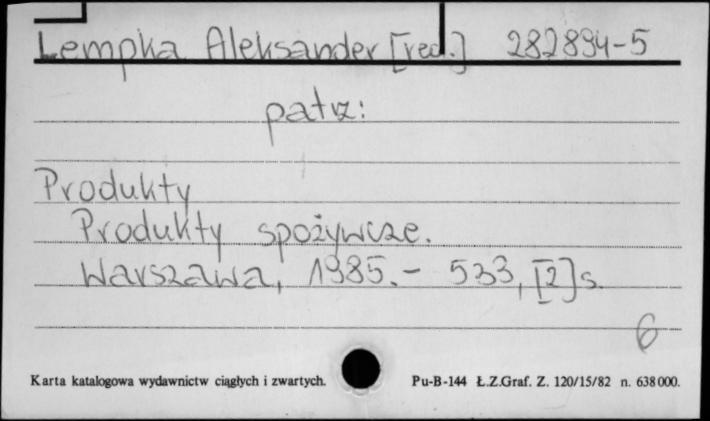 Lempka Aleksander [red.] 282894-5
patrz:
Produkty
Produkty spożywcze.
Warszawa, 1985.- 533, [2] s.
6
Karta katalogowa wydawnictw ciągłych i zwartych.
Pu-B-144 Ł.Z.Graf. Z. 120/15/82 n. 638000.